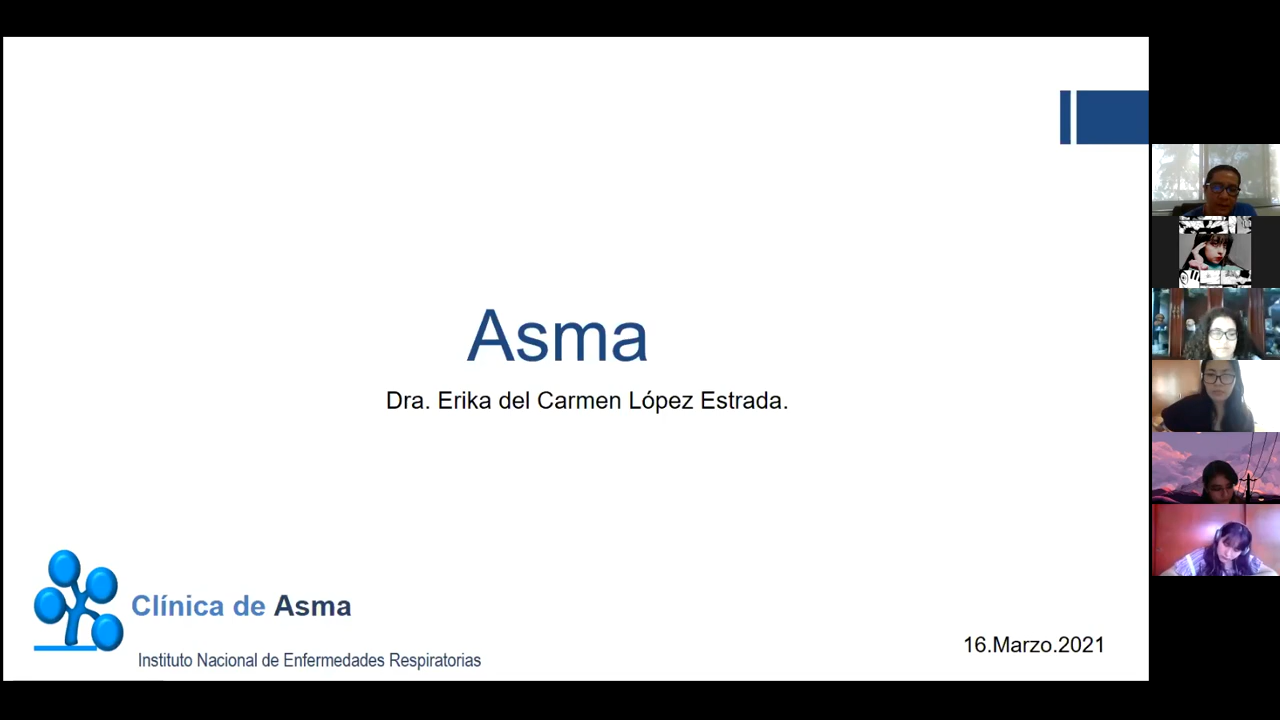 Asma
Dra. Erika del Carmen López Estrada.
Clínica de Asma
Instituto Nacional de Enfermedades Respiratorias
16.Marzo.2021